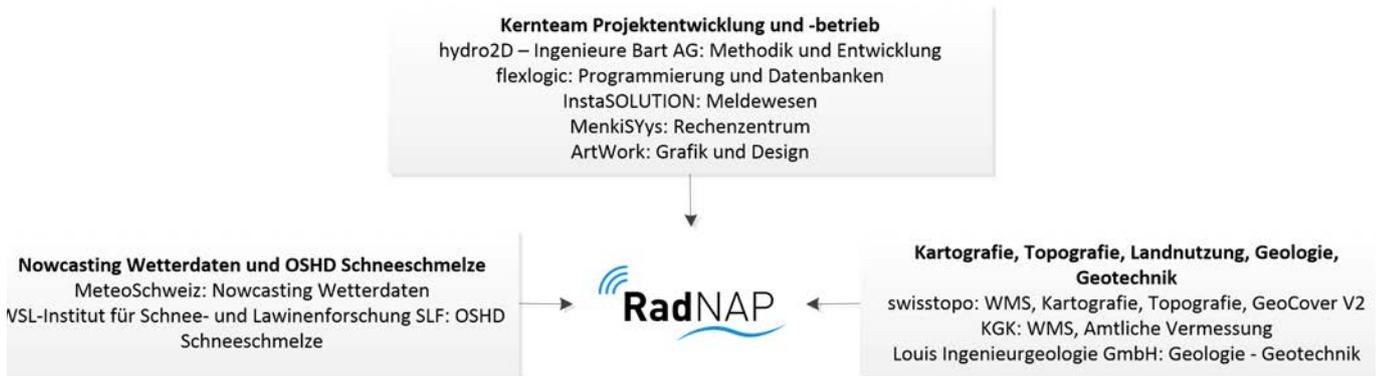 Kernteam Projektentwicklung und -betrieb
hydro2D – Ingenieure Bart AG: Methodik und Entwicklung
flexlogic: Programmierung und Datenbanken
InstaSOLUTION: Meldewesen
MenkiSYys: Rechenzentrum
ArtWork: Grafik und Design
Nowcasting Wetterdaten und OSHD Schneeschmelze
MeteoSchweiz: Nowcasting Wetterdaten
WSL-Institut für Schnee- und Lawinenforschung SLF: OSHD
Schneeschmelze
RadNAP
Kartografie, Topografie, Landnutzung, Geologie,
Geotechnik
swisstopo: WMS, Kartografie, Topografie, GeoCover V2
KGK: WMS, Amtliche Vermessung
Louis Ingenieurgeologie GmbH: Geologie - Geotechnik